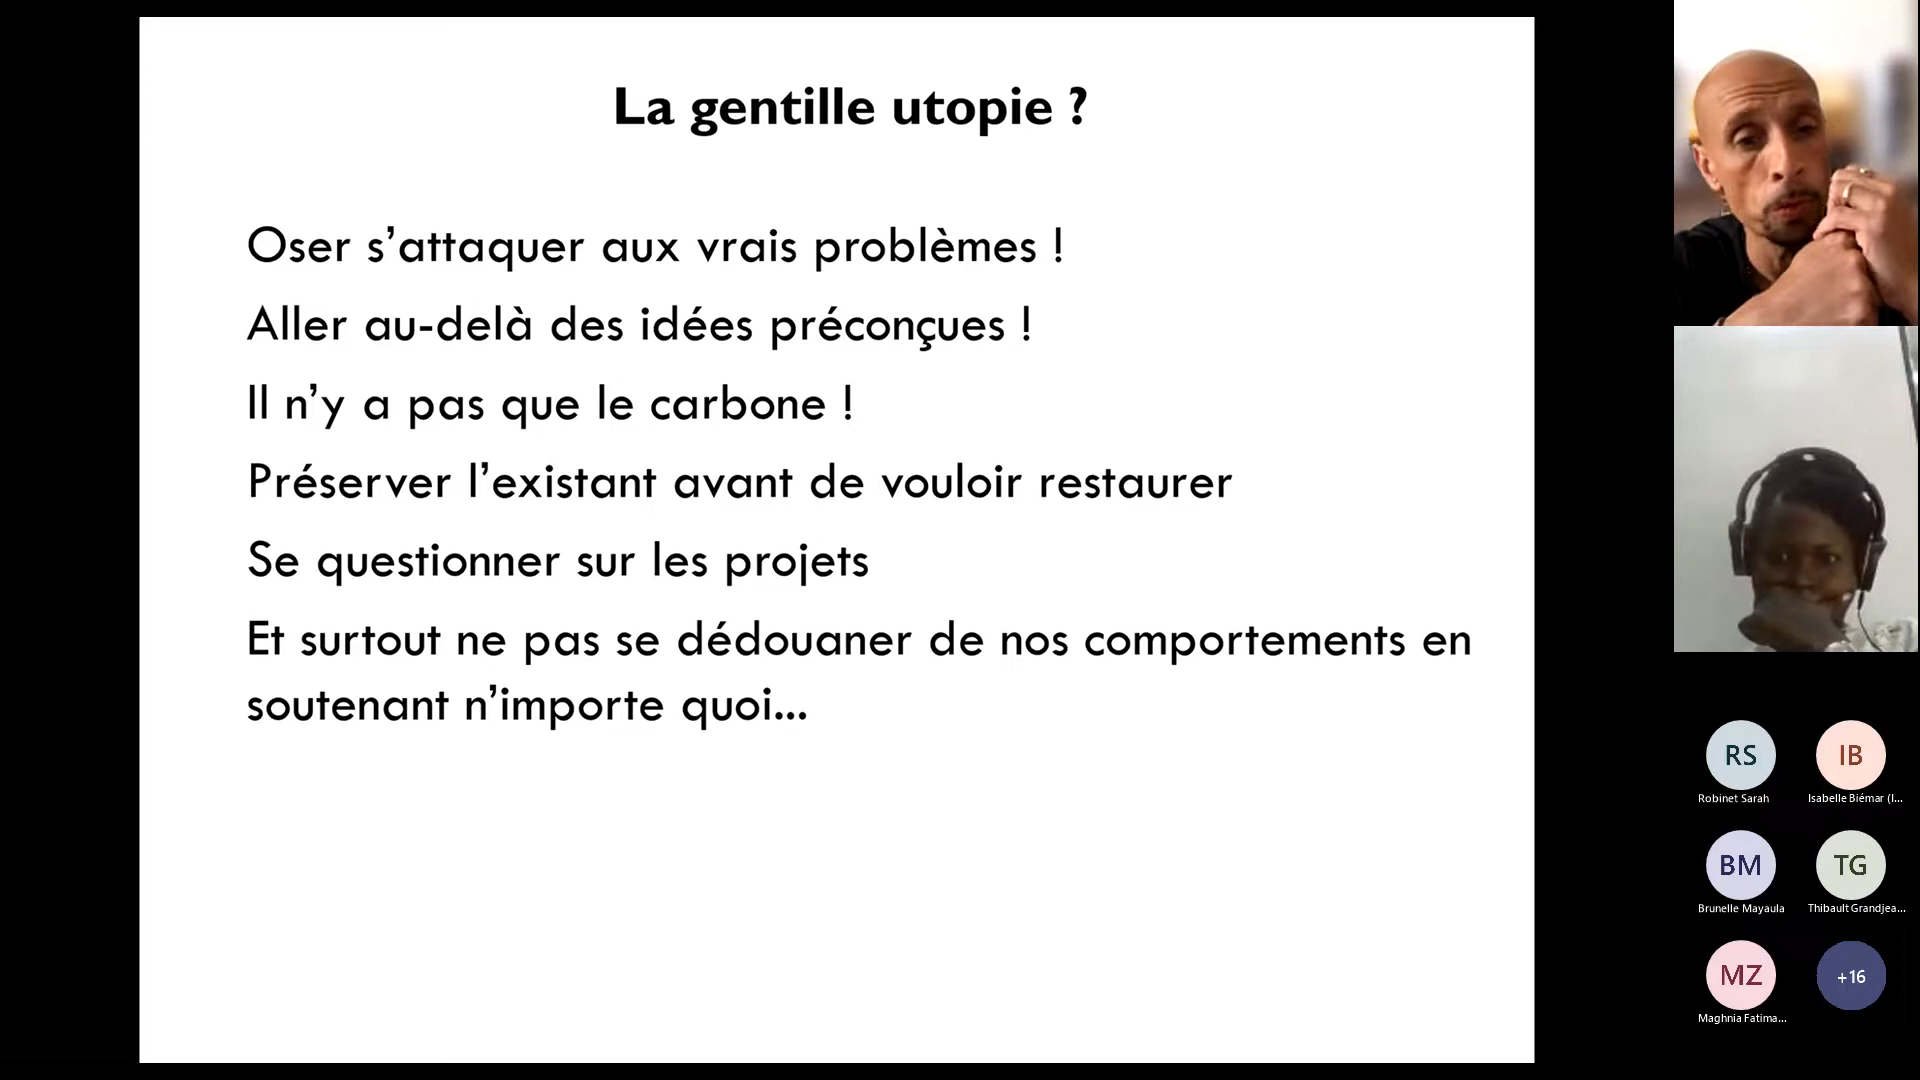 La gentille utopie ?
Oser s’attaquer aux vrais problèmes !
Aller au-delà des idées préconçues !
Il n’y a pas que le carbone !
Préserver l’existant avant de vouloir restaurer
Se questionner sur les projets
Et surtout ne pas se dédouaner de nos comportements en
soutenant n’importe quoi...
RS
Robinet Sarah
IB
Isabelle Biémar (I...
BM
Brunelle Mayaula
TG
Thibault Grandjea...
MZ
Maghnia Fatima...
+16